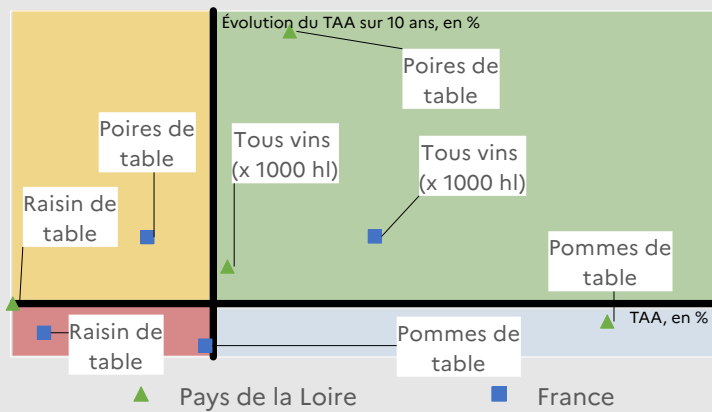 Évolution du TAA sur 10 ans, en %
Poires de
table
Poires de
table
Tous vins
(x 1000 hl)
Tous vins
(x 1000 hl)
Raisin de
table
Pommes de
table
TAA, en %
Raisin de
table
Pommes de
table
Pays de la Loire
France